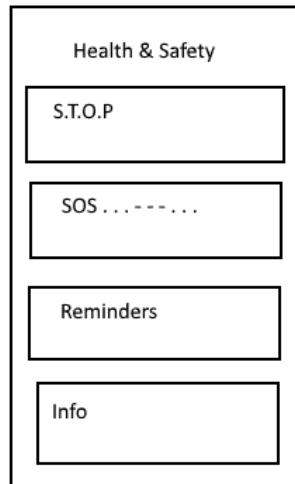 Health & Safety
S.T.O.P
SOS . . . - - - . . .
Reminders
Info